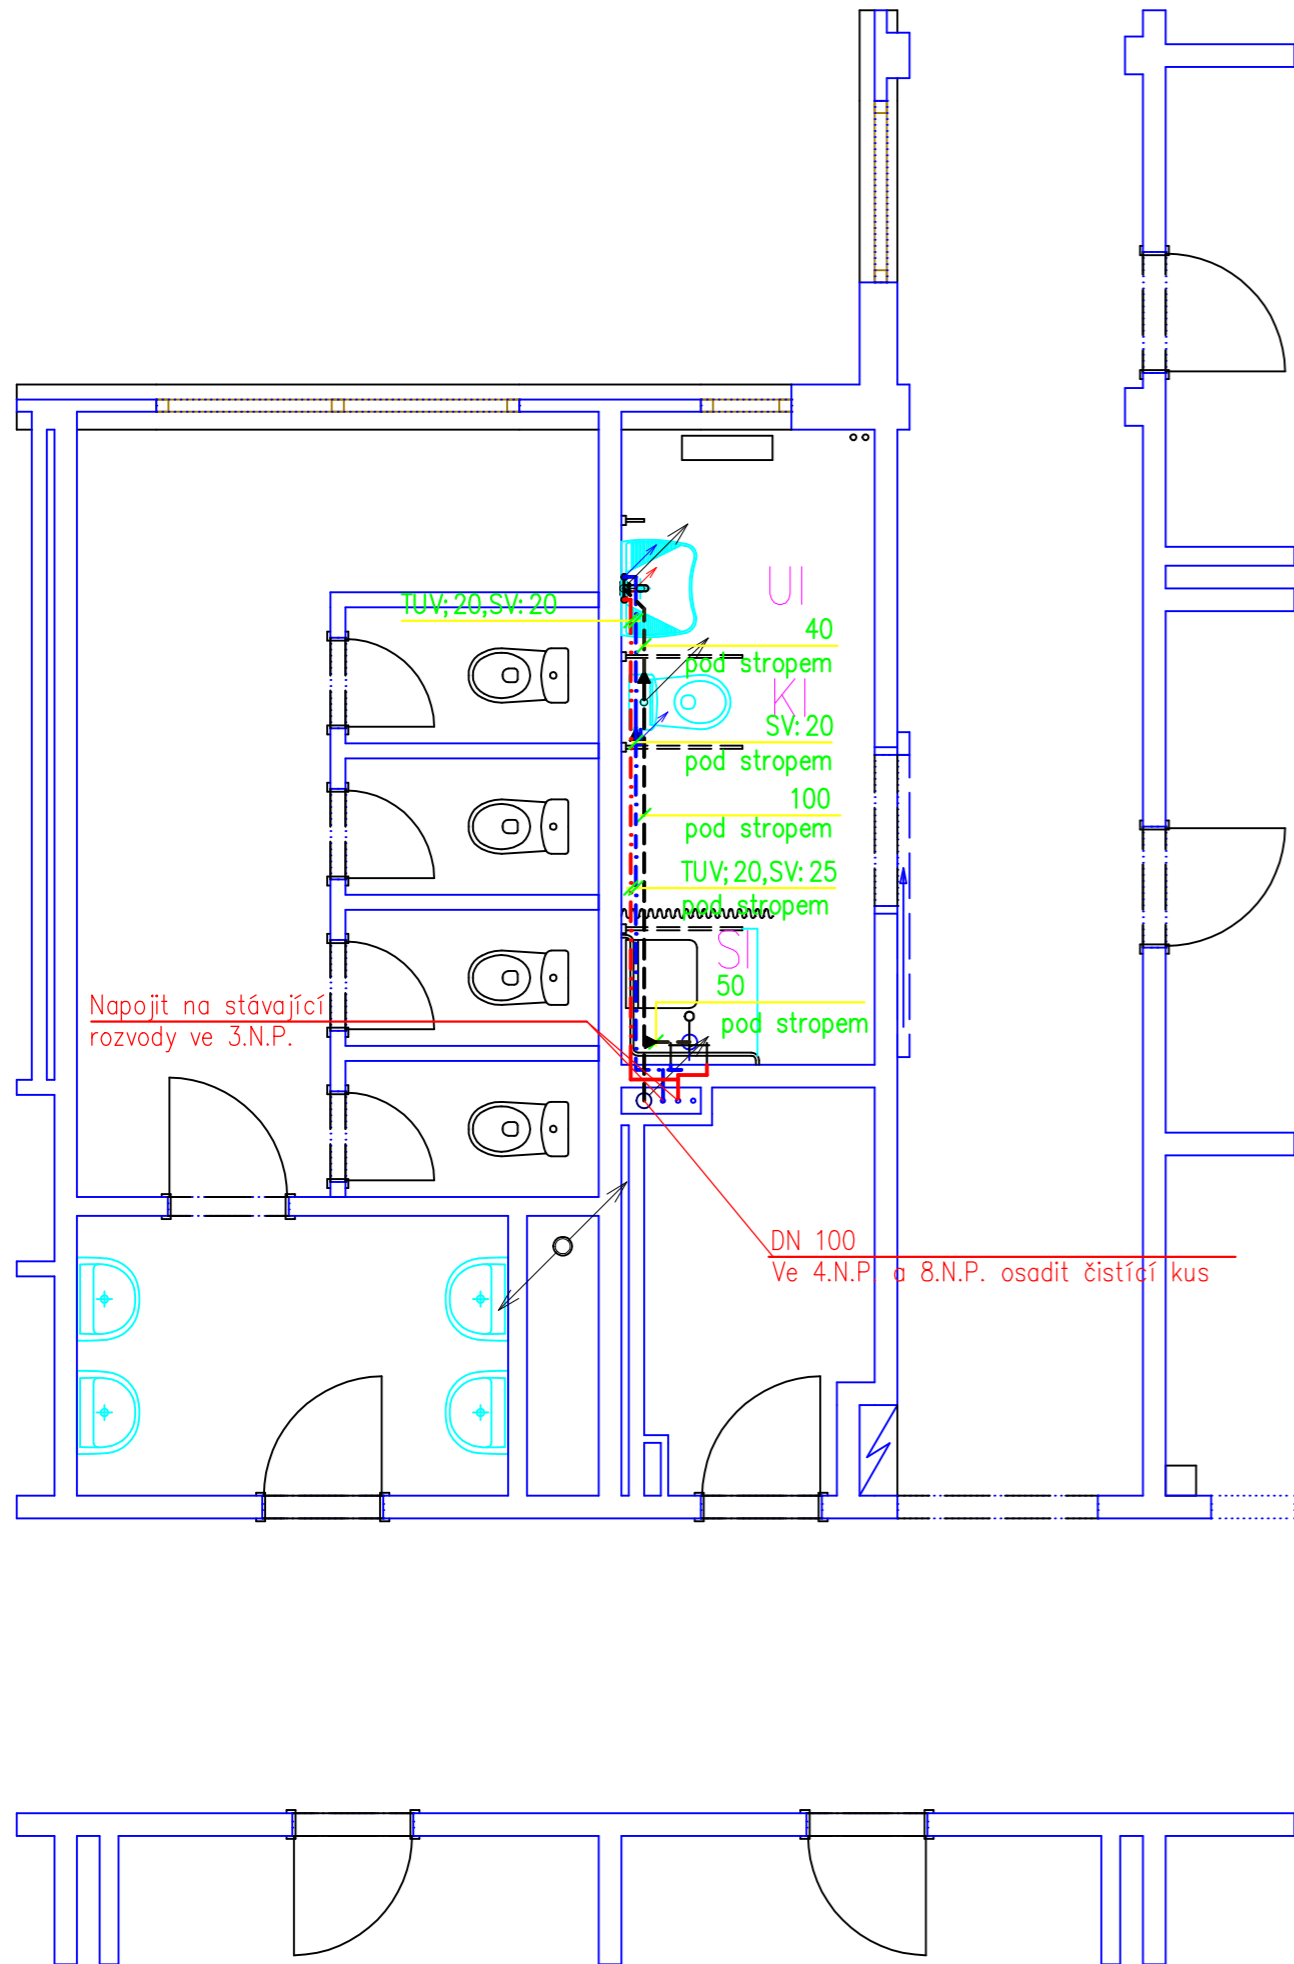 UI
TUV;20,SV:20
40
pod stropem
KI
SV:20
pod stropem
100
pod stropem
TUV;20,SV:25
pod stropem
SI
50
pod stropem
Napojit na stávající
rozvody ve 3.N.P.
DN 100
Ve 4.N.P. a 8.N.P. osadit čistící kus